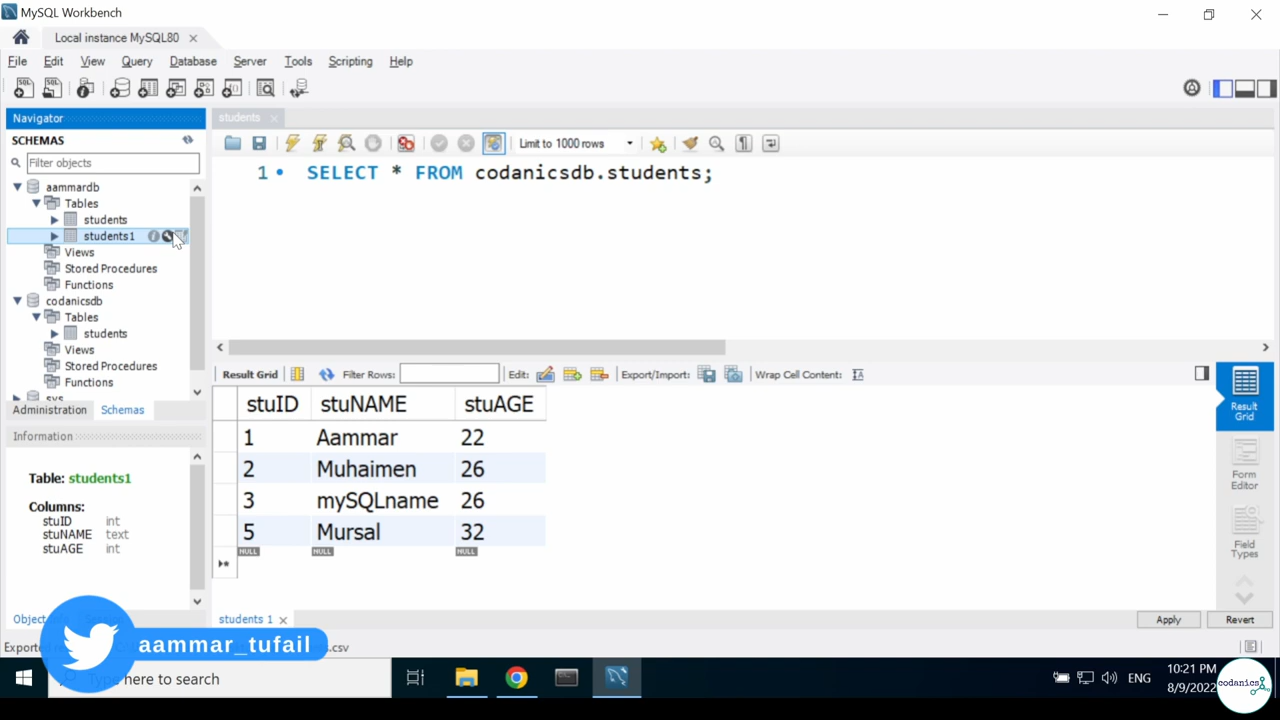 MySQL Workbench
Local instance MySQL80
File Edit View Query Database Server Tools Scripting Help
Navigator
SCHEMAS
Filter objects
aammardb
Tables
students
students1
Views
Stored Procedures
Functions
codanicsdb
Tables
students
Views
Stored Procedures
Functions
sys
Administration Schemas
Information
Table: students1
Columns:
stuID int
stuNAME text
stuAGE int
Object
students
Limit to 1000 rows
1 SELECT * FROM codanicsdb.students;
Result Grid Filter Rows: Edit: Export/Import: Wrap Cell Content:
stuID stuNAME stuAGE
1 Aammar 22
2 Muhaimen 26
3 mySQLname 26
5 Mursal 32
NULL NULL NULL
Result
Grid
Form
Editor
Field
Types
students 1
Apply Revert
.csv
aammar_tufail
Type here to search
ENG
10:21 PM
8/9/2022
codanics